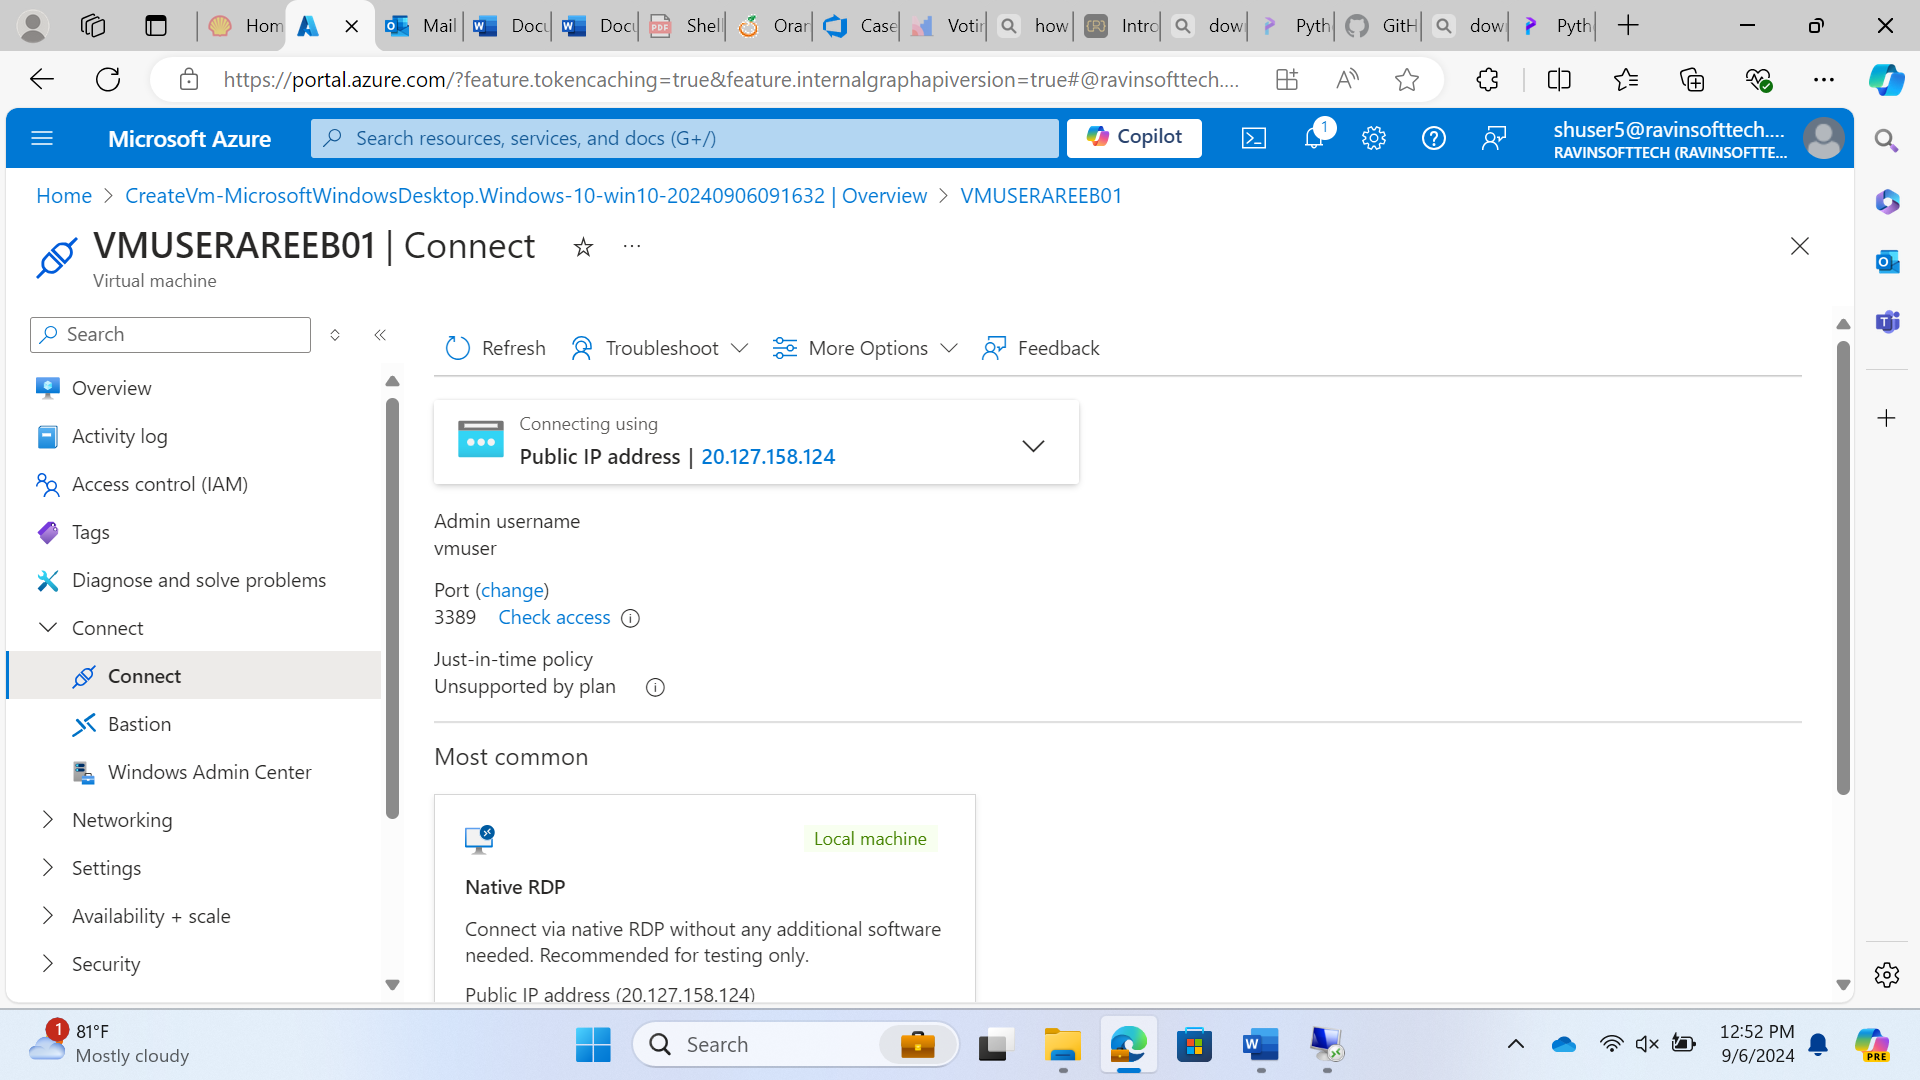 Hom
Mail
Docu
Docu
Shell
Oran
Case
Votin
how
Intro
dow
Pyth
GitH
dow
Pyth
https://portal.azure.com/?feature.tokencaching=true&feature.internalgraphapiversion=true#@ravinsofttech....
Microsoft Azure
Search resources, services, and docs (G+/)
Copilot
1
shuser5@ravinsofttech....
RAVINSOFTTECH (RAVINSOFTTE...
Home > CreateVm-MicrosoftWindowsDesktop.Windows-10-win10-20240906091632 | Overview > VMUSERAREEB01
VMUSERAREEB01 | Connect
Virtual machine
Search
Refresh
Troubleshoot
More Options
Feedback
Overview
Activity log
Access control (IAM)
Tags
Diagnose and solve problems
Connect
Connect
Bastion
Windows Admin Center
Networking
Settings
Availability + scale
Security
Connecting using
Public IP address | 20.127.158.124
Admin username
vmuser
Port (change)
3389 Check access
Just-in-time policy
Unsupported by plan
Most common
Local machine
Native RDP
Connect via native RDP without any additional software
needed. Recommended for testing only.
Public IP address (20.127.158.124)
1
81°F
Mostly cloudy
Search
12:52 PM
9/6/2024
PRE